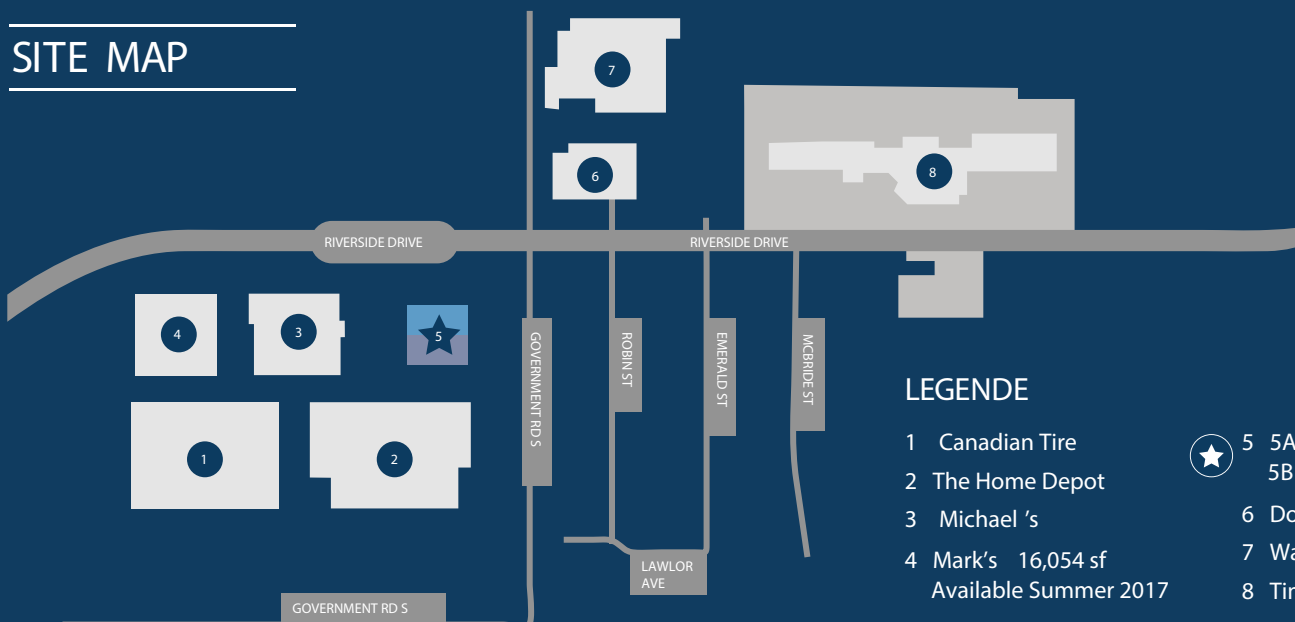 SITE MAP
7
6
8
RIVERSIDE DRIVE
RIVERSIDE DRIVE
4
3
5
GOVERNMENT RD S
ROBIN ST
EMERALD ST
MCBRIDE ST
1
2
LAWLOR
AVE
GOVERNMENT RD S
LEGENDE
1 Canadian Tire
2 The Home Depot
3 Michael 's
4 Mark's 16,054 sf
Available Summer 2017
5 5A
5B
6
7
8